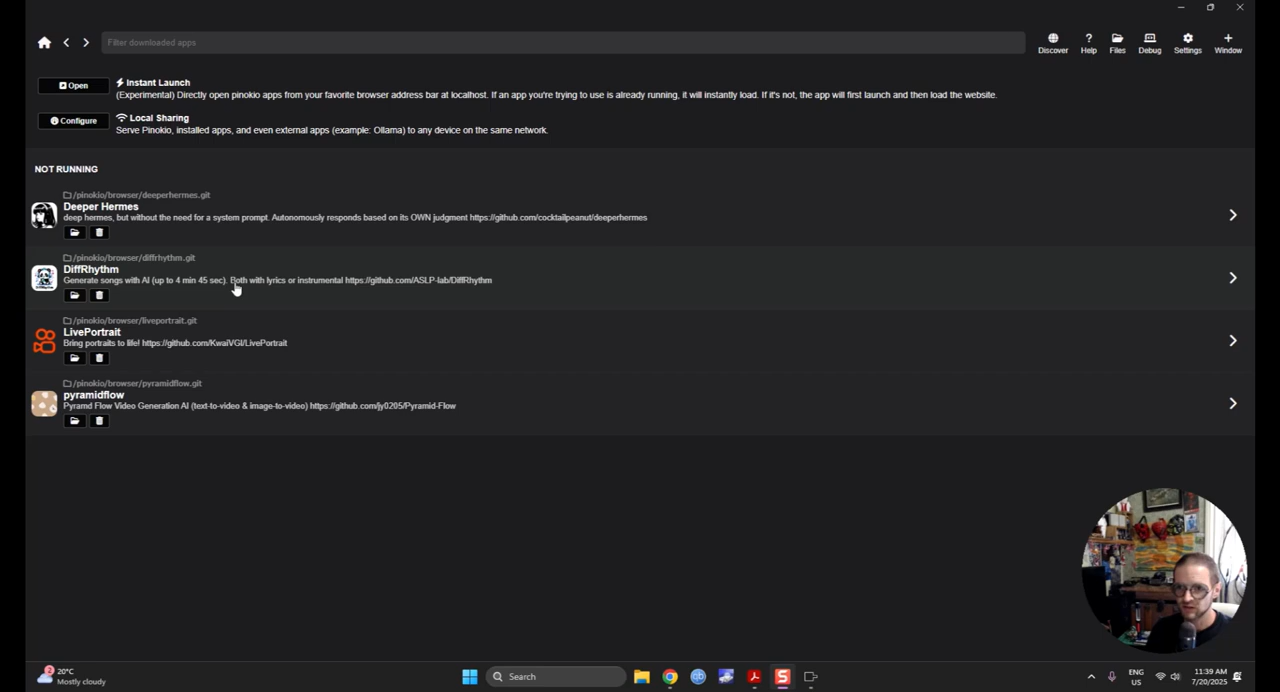 Filter downloaded apps
Discover
Help
Files
Debug
Settings
Window
Open
Instant Launch
(Experimental) Directly open pinokio apps from your favorite browser address bar at localhost. If an app you're trying to use is already running, it will instantly load. If it's not, the app will first launch and then load the website.
Configure
Local Sharing
Serve Pinokio, installed apps, and even external apps (example: Ollama) to any device on the same network.
NOT RUNNING
/pinokio/browser/deeperhermes.git
Deeper Hermes
deep hermes, but without the need for a system prompt. Autonomously responds based on its OWN judgment https://github.com/cocktailpeanut/deeperhermes
/pinokio/browser/diffrhythm.git
DiffRhythm
Generate songs with AI (up to 4 min 45 sec). Both with lyrics or instrumental https://github.com/ASLP-lab/DiffRhythm
/pinokio/browser/liveportrait.git
LivePortrait
Bring portraits to life! https://github.com/KwaiVGI/LivePortrait
/pinokio/browser/pyramidflow.git
pyramidflow
Pyramd Flow Video Generation AI (text-to-video & image-to-video) https://github.com/jy0205/Pyramid-Flow
20°C
Mostly cloudy
Search
ENG
US
11:39 AM
7/20/2025